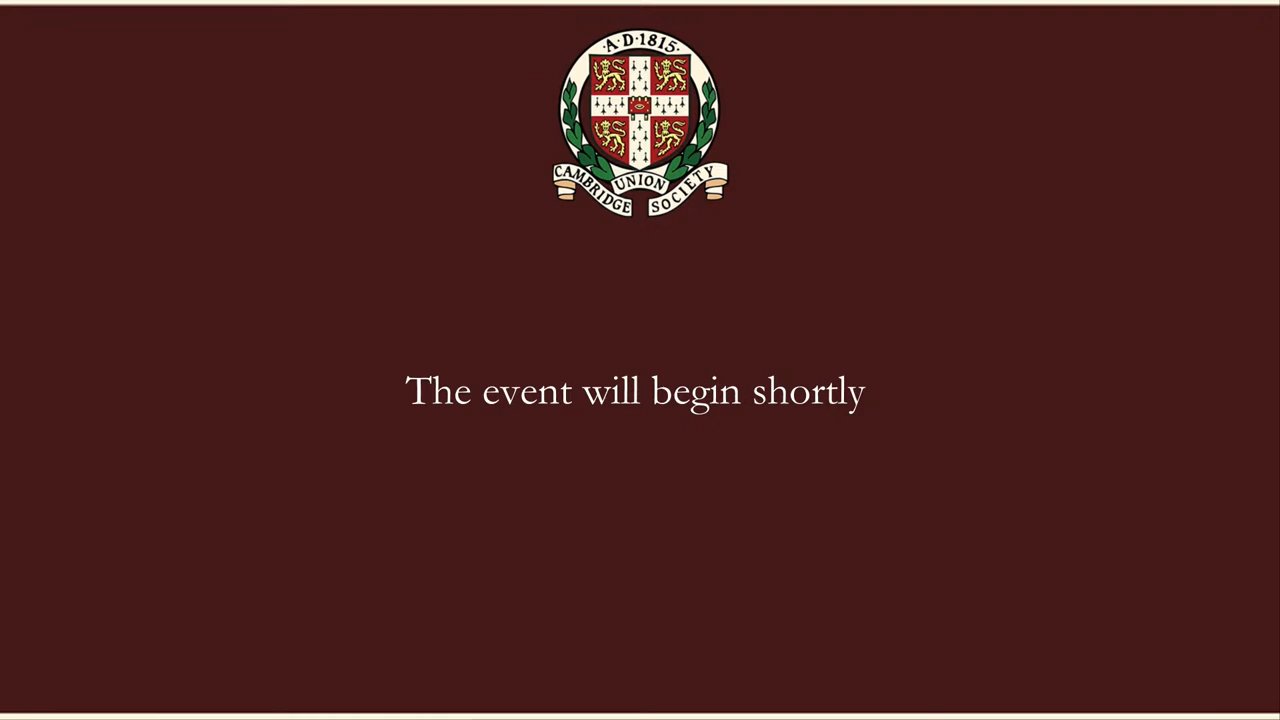 ·A·D·1815·
CAMBRIDGE UNION SOCIETY
The event will begin shortly